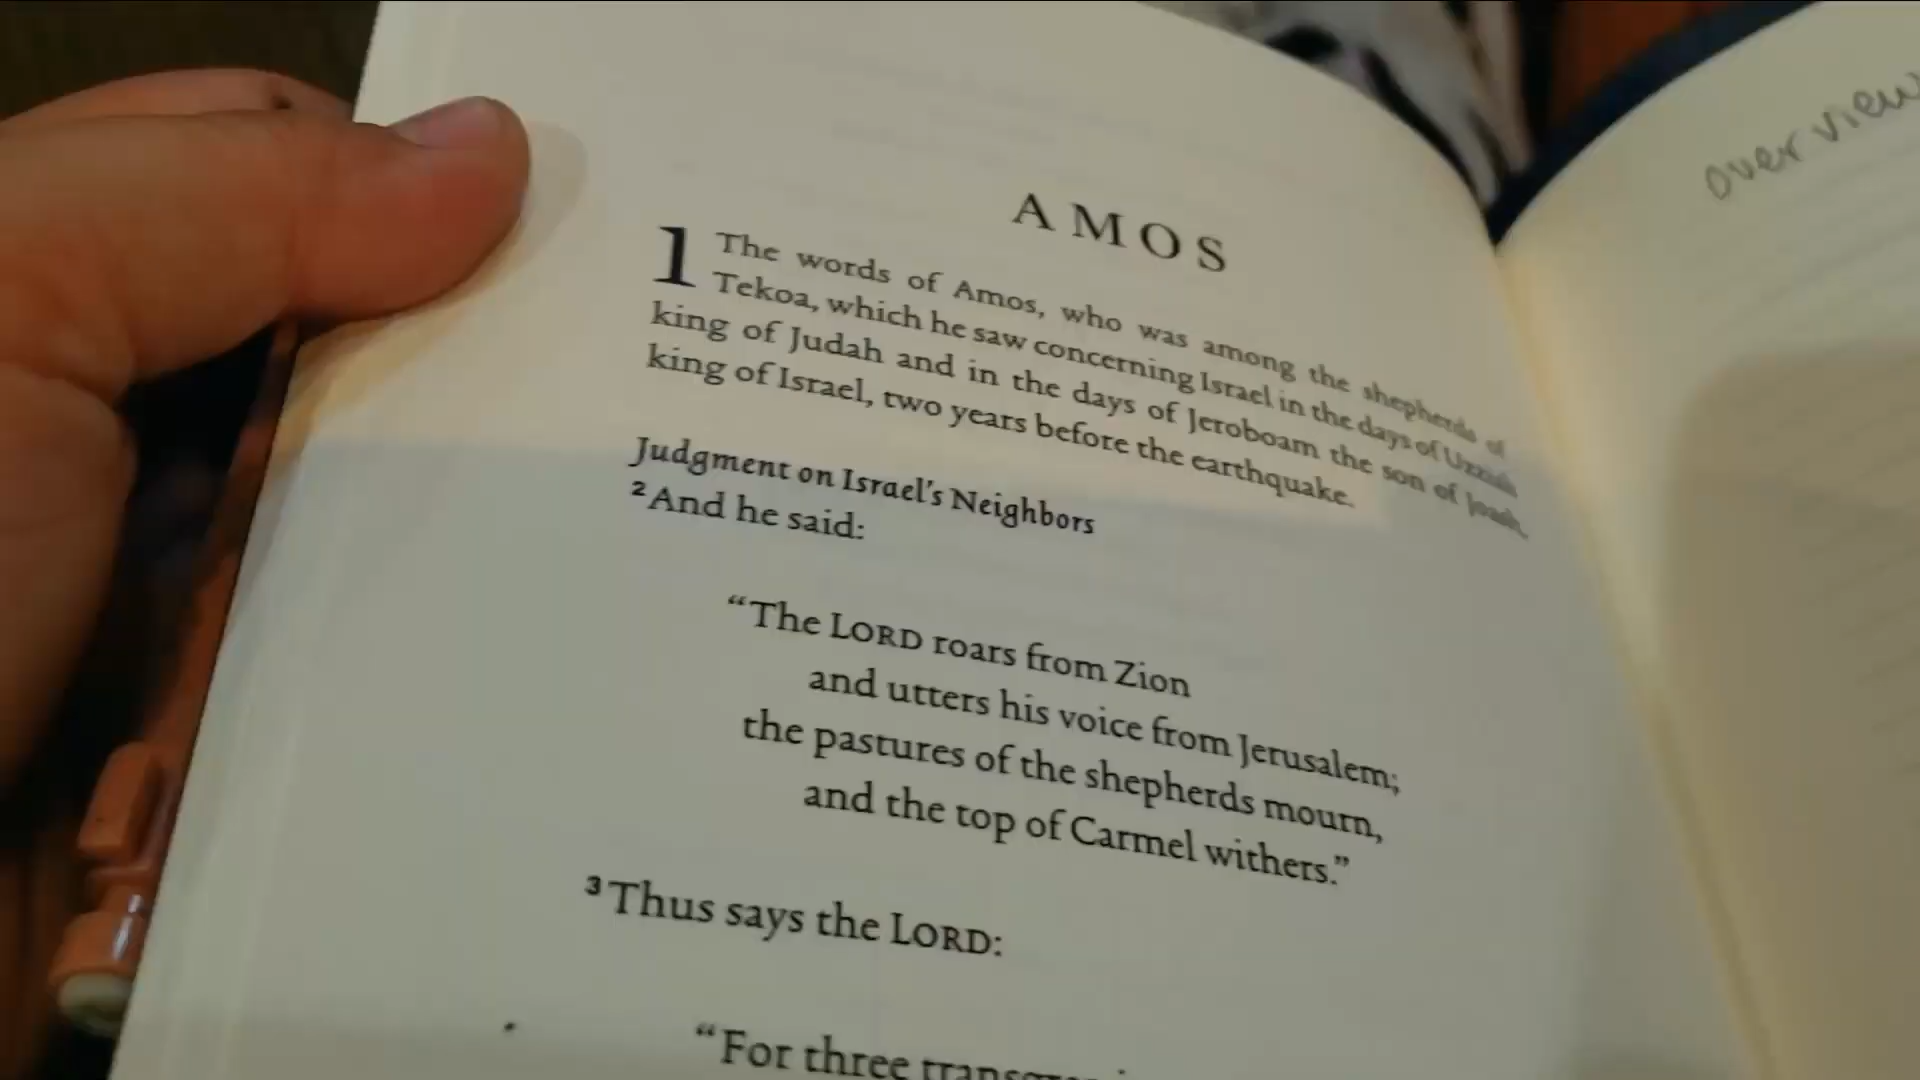 AMOS
1 The words of Amos, who was among the shepherds of
Tekoa, which he saw concerning Israel in the days of Uzziah
king of Judah and in the days of Jeroboam the son of Joash,
king of Israel, two years before the earthquake.
Judgment on Israel's Neighbors
2 And he said:
“The LORD roars from Zion
and utters his voice from Jerusalem;
the pastures of the shepherds mourn,
and the top of Carmel withers.”
3 Thus says the LORD:
“For three
over view